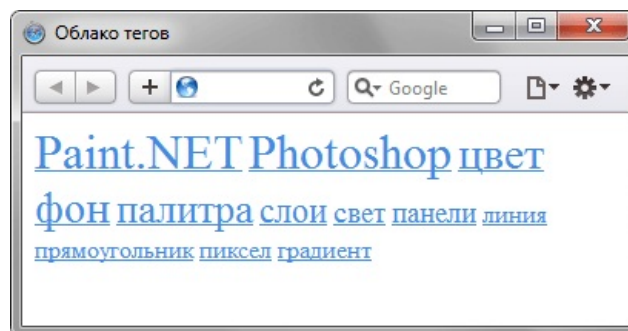 Облако тегов
Google
Paint.NET Photoshop цвет
фон палитра слои свет панели линия
прямоугольник пиксел градиент